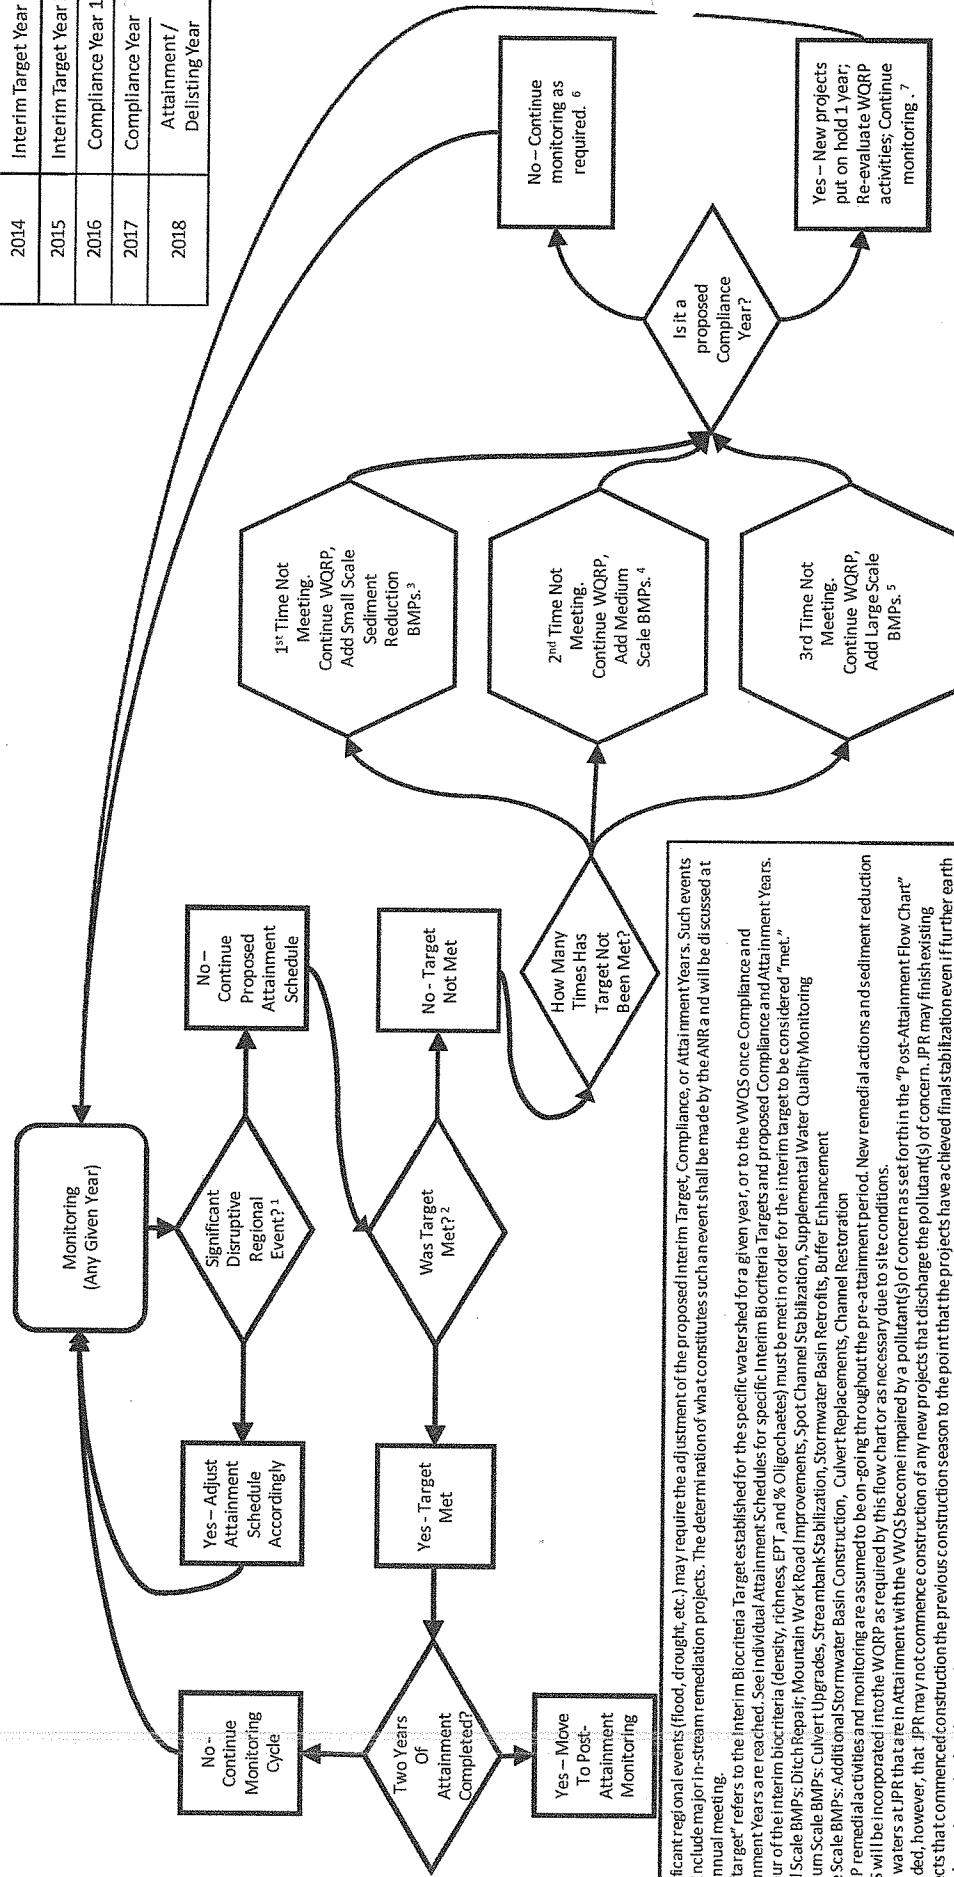 2014 Interim Target Year
2015 Interim Target Year
2016 Compliance Year 1
2017 Compliance Year
2018 Attainment /
Delisting Year
Monitoring
(Any Given Year)
Significant
Disruptive
Regional
Event? 1
Yes – Adjust
Attainment
Schedule
Accordingly
No –
Continue
Proposed
Attainment
Schedule
Was Target
Met? 2
Yes - Target
Met
No - Target
Not Met
Two Years
Of
Attainment
Completed?
No -
Continue
Monitoring
Cycle
Yes – Move
To Post-
Attainment
Monitoring
How Many
Times Has
Target Not
Been Met?
1st Time Not
Meeting.
Continue WQRP,
Add Small Scale
Sediment
Reduction
BMPs.3
2nd Time Not
Meeting.
Continue WQRP,
Add Medium
Scale BMPs. 4
3rd Time Not
Meeting.
Continue WQRP,
Add Large Scale
BMPs. 5
Is it a
proposed
Compliance
Year?
No – Continue
monitoring as
required. 6
Yes – New projects
put on hold 1 year;
Re-evaluate WQRP
activities; Continue
monitoring . 7
regional events (flood, drought, etc.) may require the adjustment of the proposed Interim Target, Compliance, or Attainment Years. Such events
include major in-stream remediation projects. The determination of what constitutes such an event shall be made by the ANR and will be discussed at
meeting.
target" refers to the Interim Biocriteria Target established for the specific watershed for a given year, or to the VWQS once Compliance and
Years are reached. See individual Attainment Schedules for specific Interim Biocriteria Targets and proposed Compliance and Attainment Years.
of the interim biocriteria (density, richness, EPT, and % Oligochaetes) must be met in order for the interim target to be considered "met."
Scale BMPs: Ditch Repair, Mountain Work Road Improvements, Spot Channel Stabilization, Supplemental Water Quality Monitoring
Scale BMPs: Culvert Upgrades, Streambank Stabilization, Stormwater Basin Retrofits, Buffer Enhancement
Scale BMPs: Additional Stormwater Basin Construction, Culvert Replacements, Channel Restoration
remedial activities and monitoring are assumed to be on-going throughout the pre-attainment period. New remedial actions and sediment reduction
will be incorporated into the WQRP as required by this flow chart or as necessary due to site conditions.
waters at JPR that are in Attainment with the VWQS become impaired by a pollutant(s) of concern as set forth in the "Post-Attainment Flow Chart"
however, that JPR may not commence construction of any new projects that discharge the pollutant(s) of concern. JPR may finish existing
that commenced construction the previous construction season to the point that the projects have achieved final stabilization even if further earth